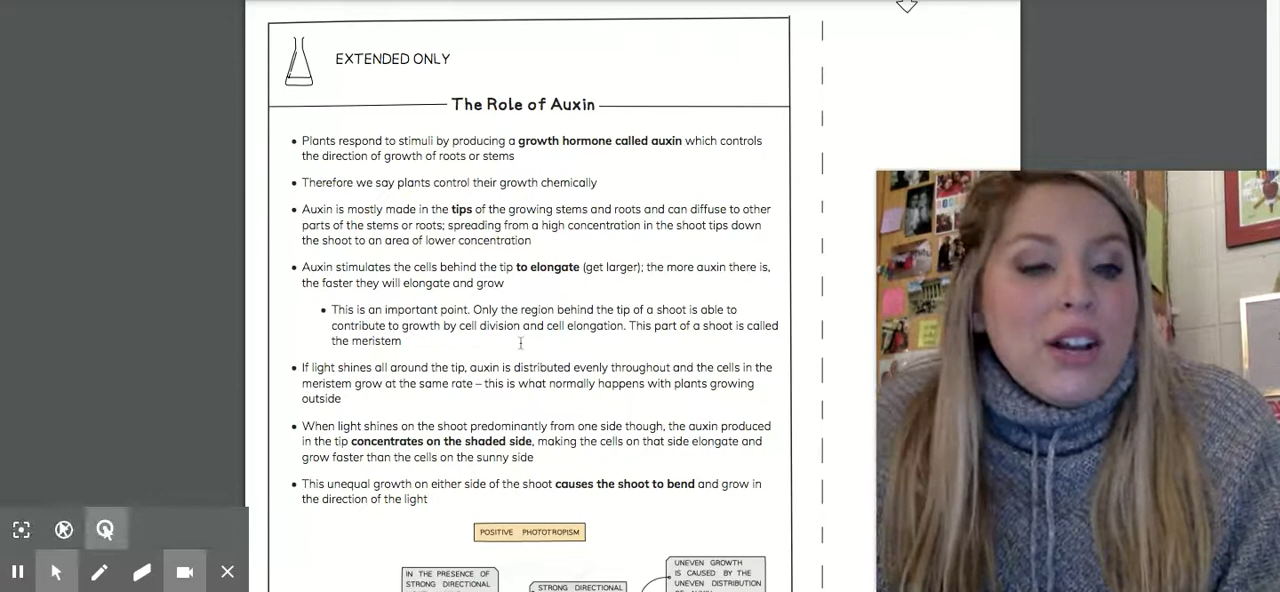 EXTENDED ONLY
The Role of Auxin
• Plants respond to stimuli by producing a growth hormone called auxin which controls
the direction of growth of roots or stems
• Therefore we say plants control their growth chemically
• Auxin is mostly made in the tips of the growing stems and roots and can diffuse to other
parts of the stems or roots; spreading from a high concentration in the shoot tips down
the shoot to an area of lower concentration
• Auxin stimulates the cells behind the tip to elongate (get larger); the more auxin there is,
the faster they will elongate and grow
• This is an important point. Only the region behind the tip of a shoot is able to
contribute to growth by cell division and cell elongation. This part of a shoot is called
the meristem
• If light shines all around the tip, auxin is distributed evenly throughout and the cells in the
meristem grow at the same rate – this is what normally happens with plants growing
outside
• When light shines on the shoot predominantly from one side though, the auxin produced
in the tip concentrates on the shaded side, making the cells on that side elongate and
grow faster than the cells on the sunny side
• This unequal growth on either side of the shoot causes the shoot to bend and grow in
the direction of the light
POSITIVE PHOTOTROPISM
IN THE PRESENCE OF
STRONG DIRECTIONAL
STRONG DIRECTIONAL
UNEVEN GROWTH
IS CAUSED BY THE
UNEVEN DISTRIBUTION